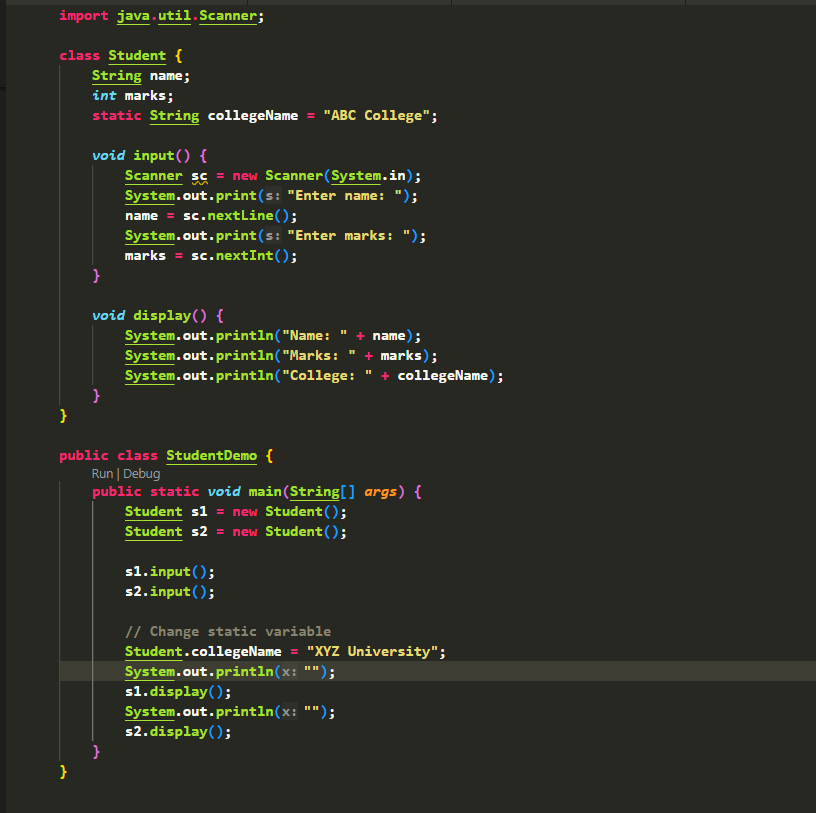 import java.util.Scanner;

class Student {
    String name;
    int marks;
    static String collegeName = "ABC College";

    void input() {
        Scanner sc = new Scanner(System.in);
        System.out.print(s: "Enter name: ");
        name = sc.nextLine();
        System.out.print(s: "Enter marks: ");
        marks = sc.nextInt();
    }

    void display() {
        System.out.println("Name: " + name);
        System.out.println("Marks: " + marks);
        System.out.println("College: " + collegeName);
    }
}

public class StudentDemo {
    Run | Debug
    public static void main(String[] args) {
        Student s1 = new Student();
        Student s2 = new Student();

        s1.input();
        s2.input();

        // Change static variable
        Student.collegeName = "XYZ University";
        System.out.println(x: "");
        s1.display();
        System.out.println(x: "");
        s2.display();
    }
}